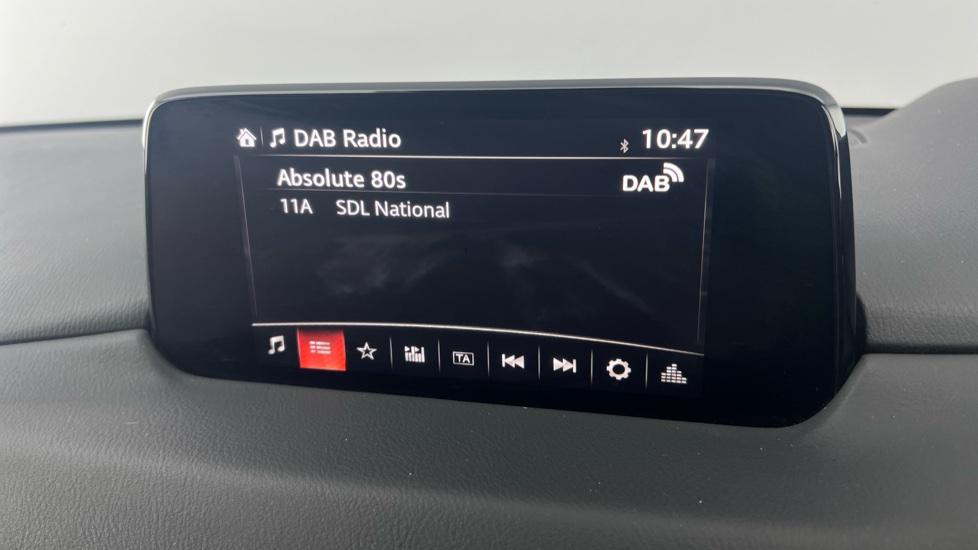 DAB Radio 10:47
Absolute 80s DAB
11A SDL National
TA